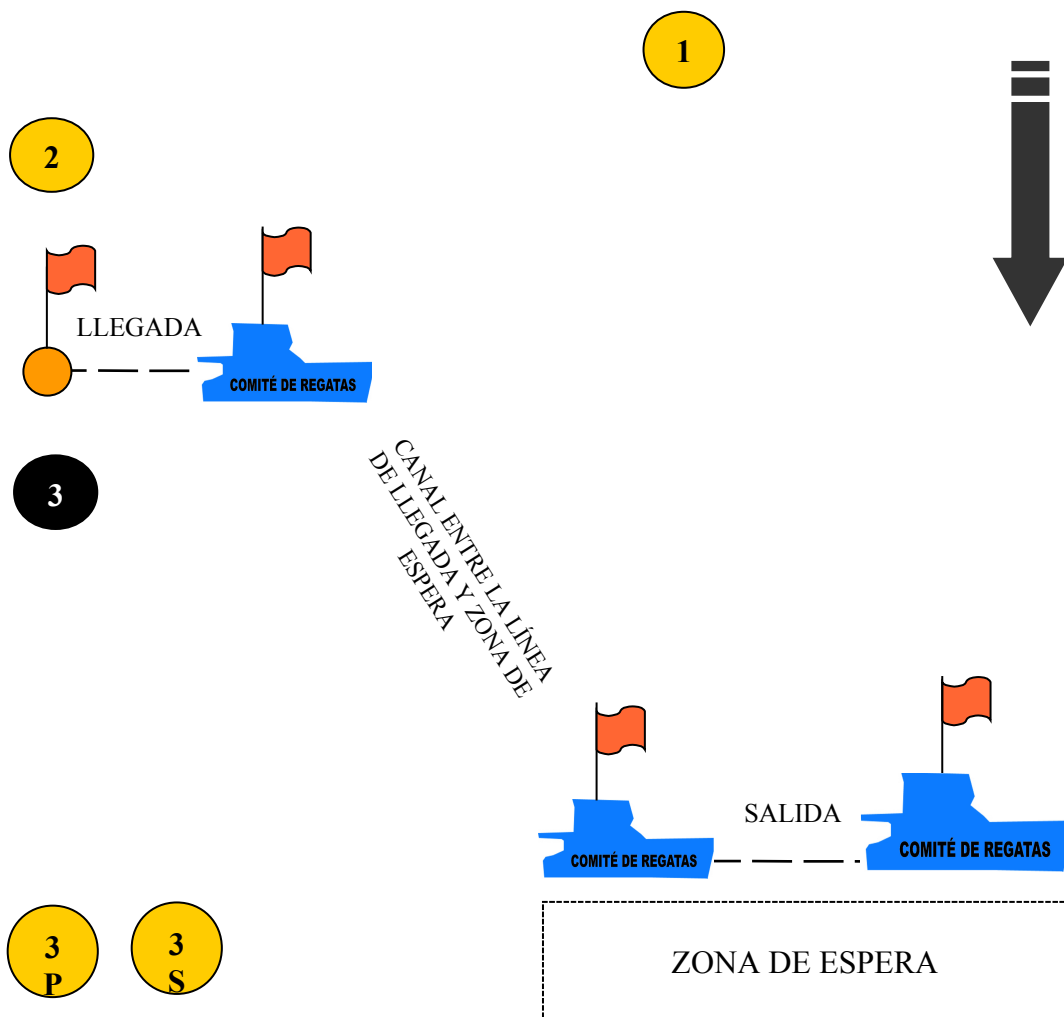 1
2
LLEGADA
COMITÉ DE REGATAS
3
CANAL ENTRE LA LÍNEA
DE LLEGADA Y ZONA DE
ESPERA
SALIDA
COMITÉ DE REGATAS
COMITÉ DE REGATAS
3
P
3
S
ZONA DE ESPERA